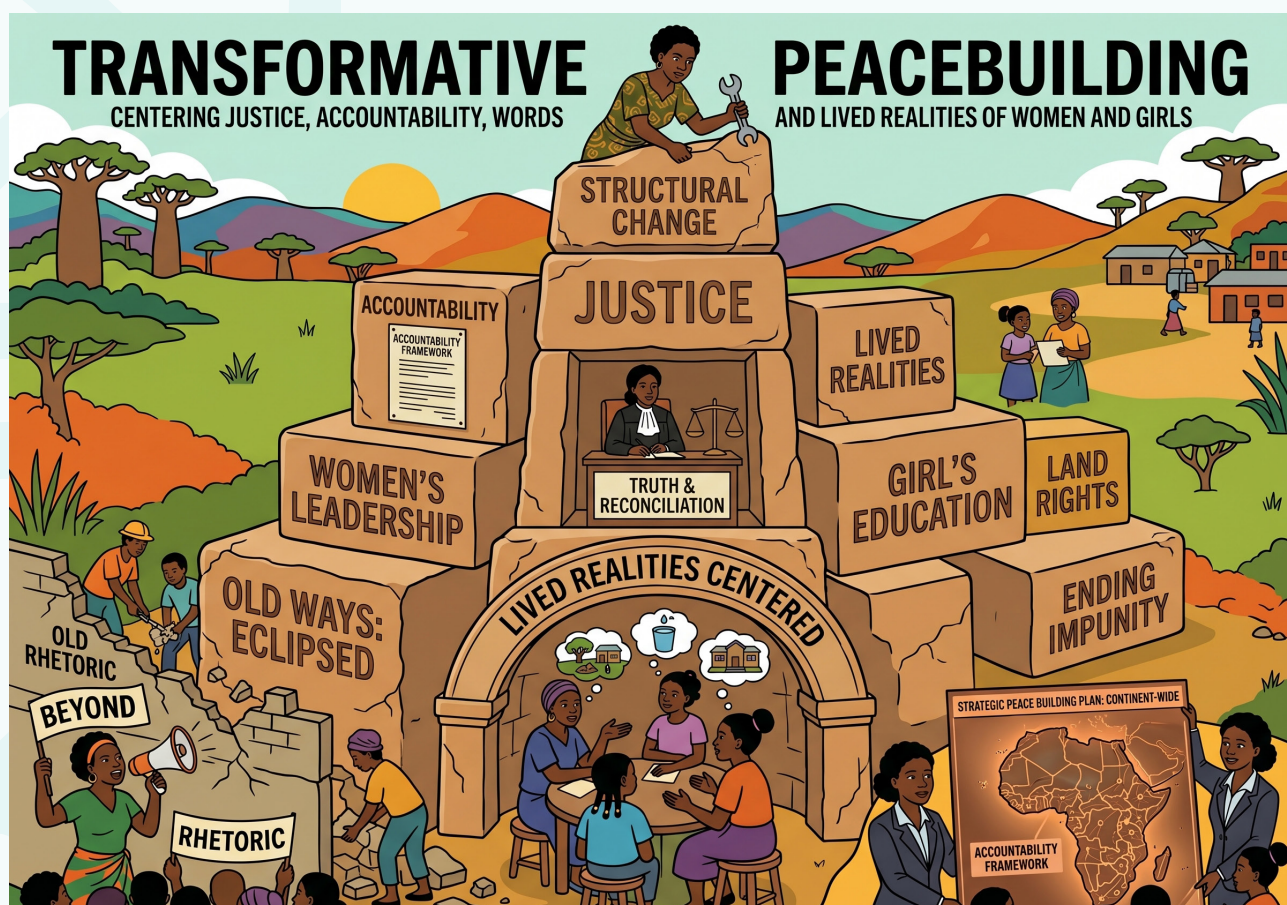 TRANSFORMATIVE PEACEBUILDING
CENTERING JUSTICE, ACCOUNTABILITY, WORDS
AND LIVED REALITIES OF WOMEN AND GIRLS
STRUCTURAL
CHANGE
JUSTICE
ACCOUNTABILITY
ACCOUNTABILITY
FRAMEWORK
LIVED
REALITIES
WOMEN'S
LEADERSHIP
TRUTH &
RECONCILIATION
GIRL'S
EDUCATION
LAND
RIGHTS
OLD WAYS:
ECLIPSED
LIVED REALITIES CENTERED
ENDING
IMPUNITY
OLD
RHETORIC
BEYOND
RHETORIC
STRATEGIC PEACE BUILDING PLAN: CONTINENT-WIDE
ACCOUNTABILITY
FRAMEWORK